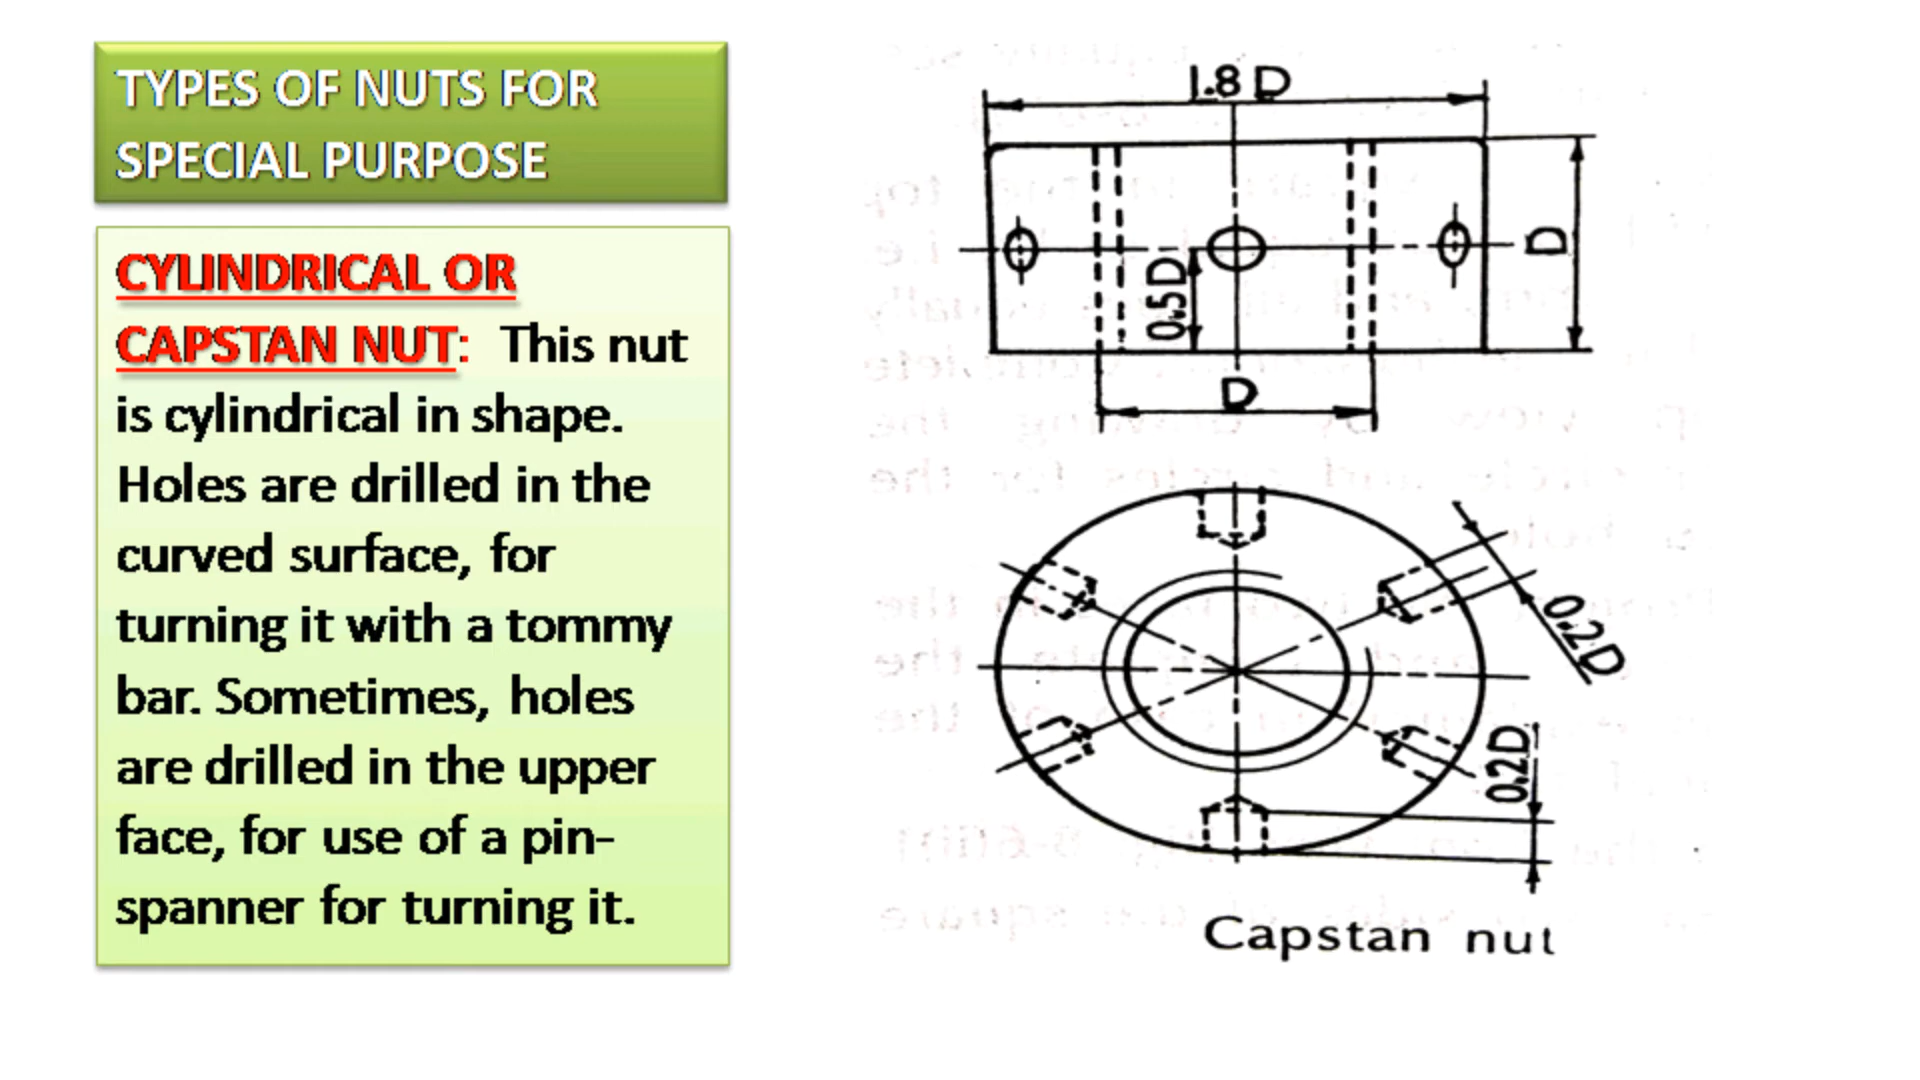 TYPES OF NUTS FOR
SPECIAL PURPOSE
CYLINDRICAL OR
CAPSTAN NUT: This nut
is cylindrical in shape.
Holes are drilled in the
curved surface, for
turning it with a tommy
bar. Sometimes, holes
are drilled in the upper
face, for use of a pin-
spanner for turning it.
1.8 D
D
0.5D
D
0.2D
0.2D
Capstan nut